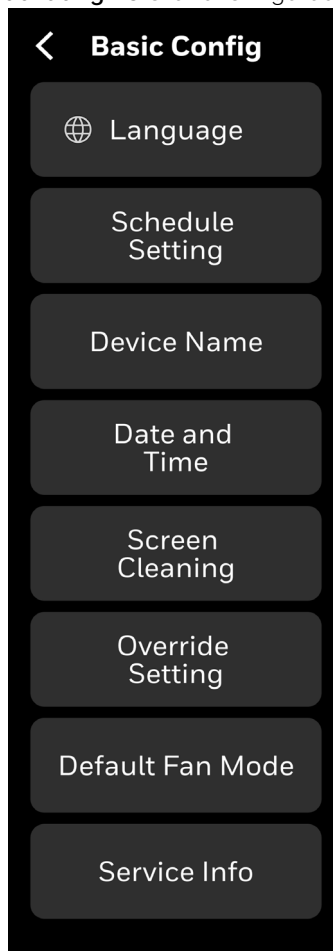 Basic Config
Language
Schedule
Setting
Device Name
Date and
Time
Screen
Cleaning
Override
Setting
Default Fan Mode
Service Info